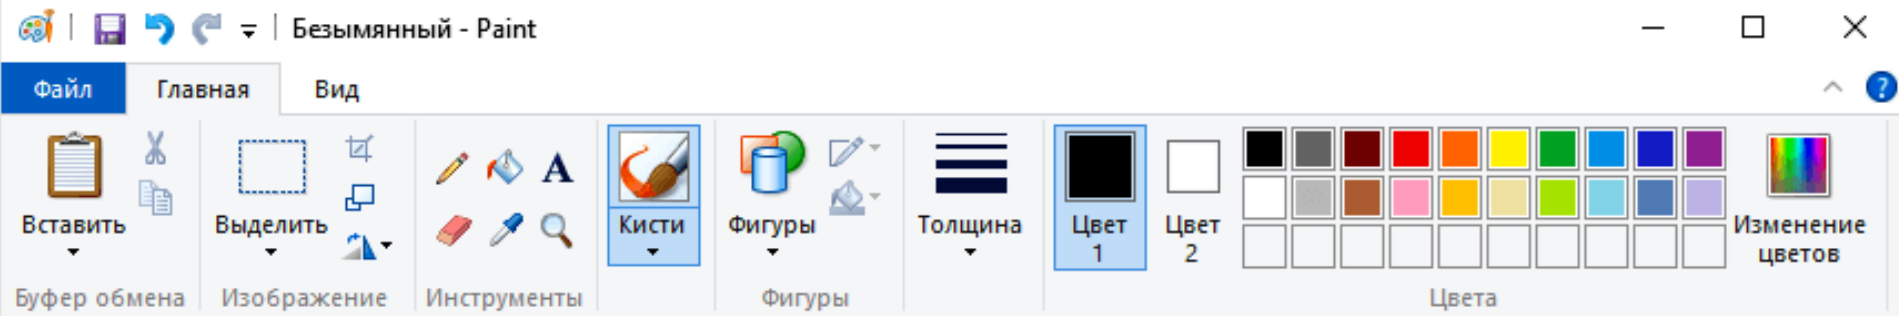 Безымянный - Paint
Файл Главная Вид
Вставить
Буфер обмена
Выделить
Изображение
A
Инструменты
Кисти
Фигуры
Фигуры
Толщина
Цвет
1
Цвет
2
Изменение
цветов
Цвета